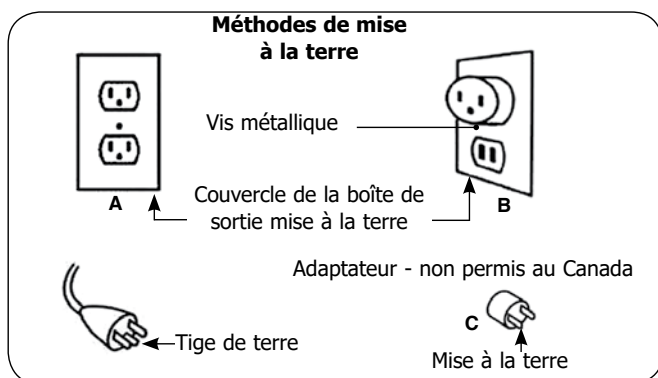 Méthodes de mise
à la terre
Vis métallique
Couvercle de la boîte de
sortie mise à la terre
A
B
Adaptateur - non permis au Canada
Tige de terre
C
Mise à la terre